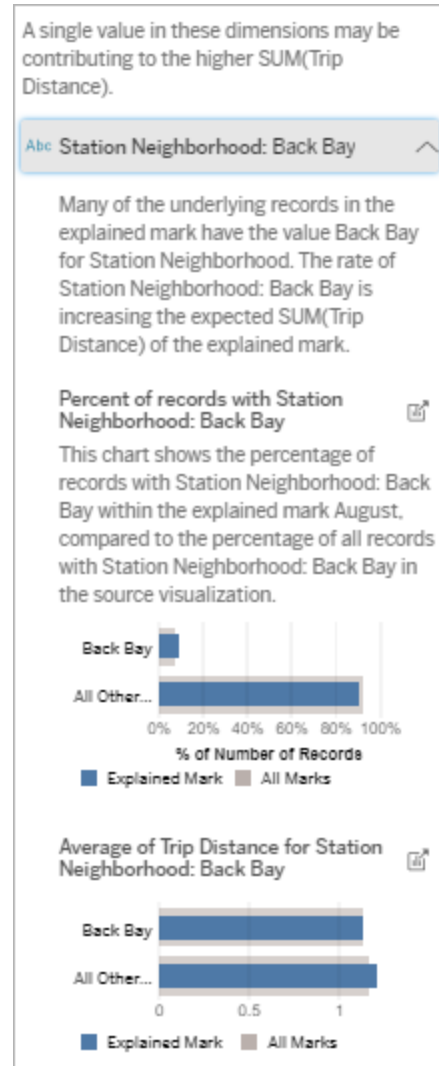 A single value in these dimensions may be
contributing to the higher SUM(Trip
Distance).
Abc Station Neighborhood: Back Bay
Many of the underlying records in the
explained mark have the value Back Bay
for Station Neighborhood. The rate of
Station Neighborhood: Back Bay is
increasing the expected SUM(Trip
Distance) of the explained mark.
Percent of records with Station
Neighborhood: Back Bay
This chart shows the percentage of
records with Station Neighborhood: Back
Bay within the explained mark August,
compared to the percentage of all records
with Station Neighborhood: Back Bay in
the source visualization.
Back Bay
All Other...
0% 20% 40% 60% 80% 100%
% of Number of Records
Explained Mark All Marks
Average of Trip Distance for Station
Neighborhood: Back Bay
Back Bay
All Other...
0 0.5 1
Explained Mark All Marks